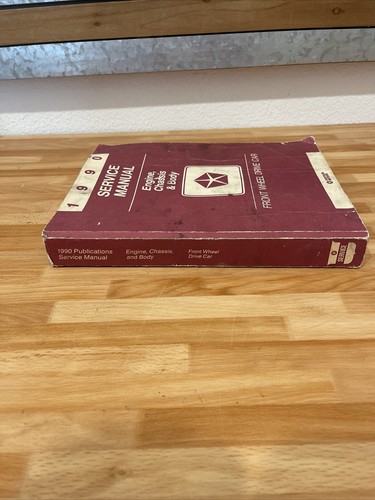 1990
SERVICE
MANUAL
Engine,
Chassis
& Body
FRONT WHEEL DRIVE CAR
1990 Publications
Service Manual
Engine, Chassis,
and Body
Front Wheel
Drive Car
O
SERIES